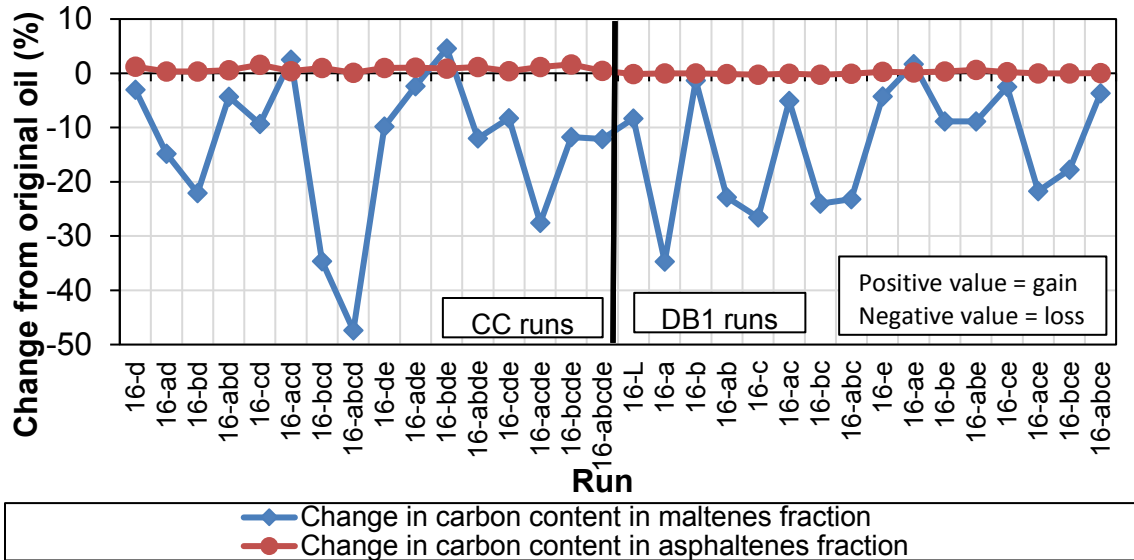 Change from original oil (%)
10
0
-10
-20
-30
-40
-50
CC runs
DB1 runs
Positive value = gain
Negative value = loss
16-d
16-ad
16-bd
16-abd
16-cd
16-acd
16-bcd
16-abcd
16-de
16-ade
16-bde
16-abde
16-cde
16-acde
16-bcde
16-abcde
16-L
16-a
16-b
16-ab
16-c
16-ac
16-bc
16-abc
16-e
16-ae
16-be
16-abe
16-ce
16-ace
16-bce
16-abce
Run
Change in carbon content in maltenes fraction
Change in carbon content in asphaltenes fraction